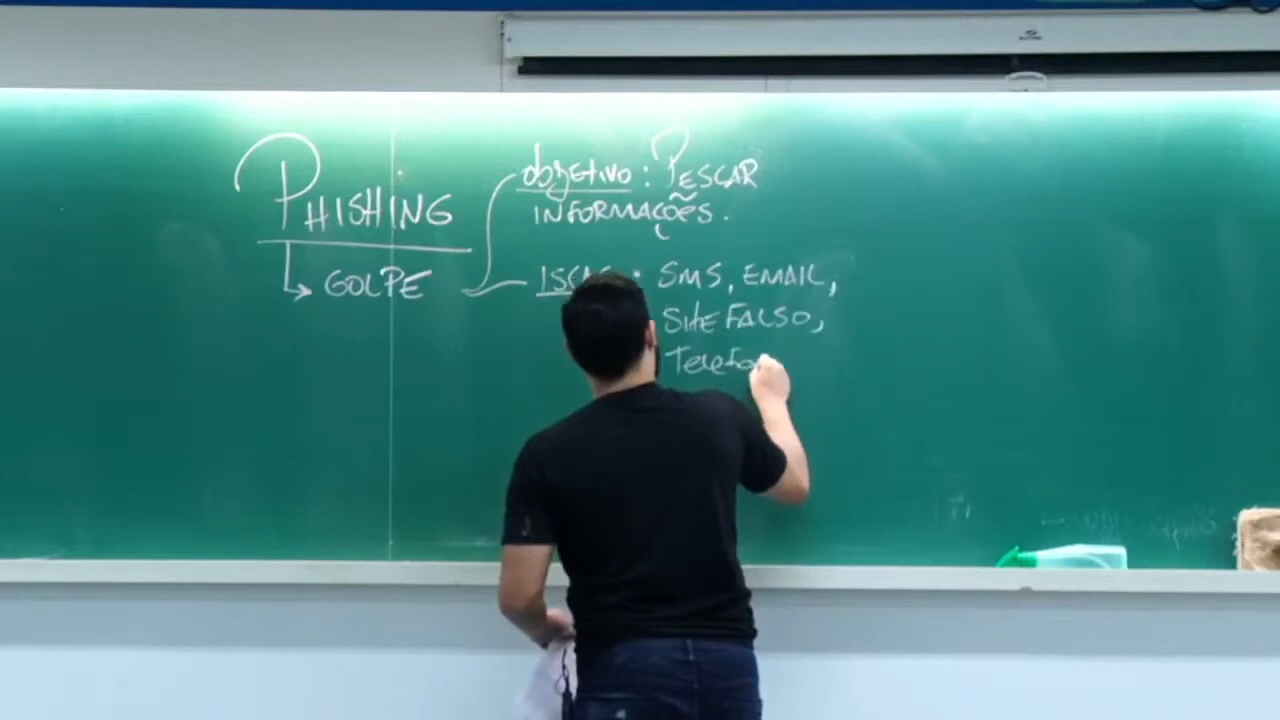 PHISHING
GOLPE
objetivo: PESCAR
INFORMAÇÕES.
: SMS, EMAIL,
Site FALSO,